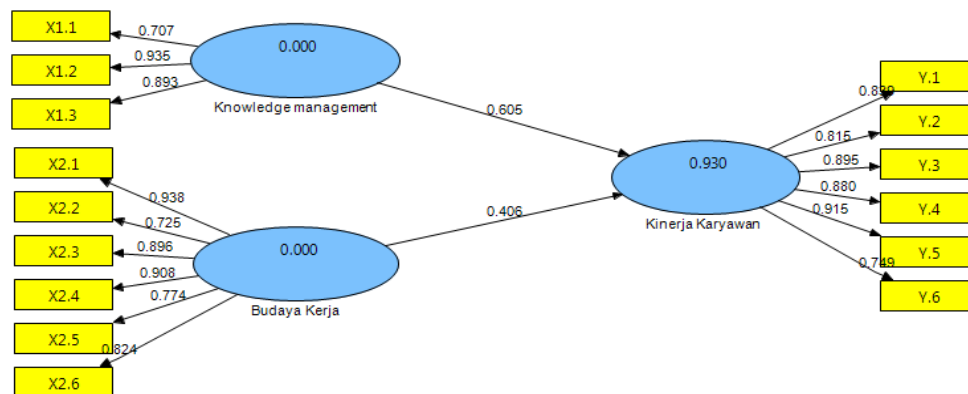 X1.1
0.707
X1.2
0.935
X1.3
0.893
0.000
Knowledge management
0.605
X2.1
0.938
X2.2
0.725
X2.3
0.896
X2.4
0.908
X2.5
0.774
X2.6
0.824
0.000
Budaya Kerja
0.406
0.930
Kinerja Karyawan
Y.1
0.839
Y.2
0.815
Y.3
0.895
Y.4
0.880
Y.5
0.915
Y.6
0.749